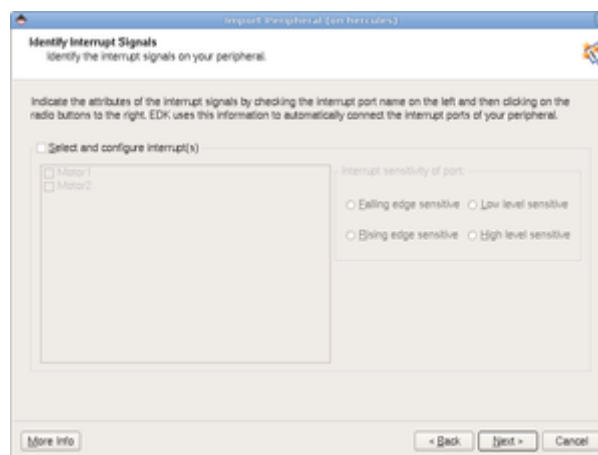 Import Peripheral (on hercules)
Identify Interrupt Signals
Identify the interrupt signals on your peripheral.
Indicate the attributes of the interrupt signals by checking the interrupt port name on the left and then clicking on the
radio buttons to the right. EDK uses this information to automatically connect the interrupt ports of your peripheral.
Select and configure interrupt(s)
Motor1
Motor2
Interrupt sensitivity of port:
Falling edge sensitive Low level sensitive
Rising edge sensitive High level sensitive
More Info < Back Next > Cancel